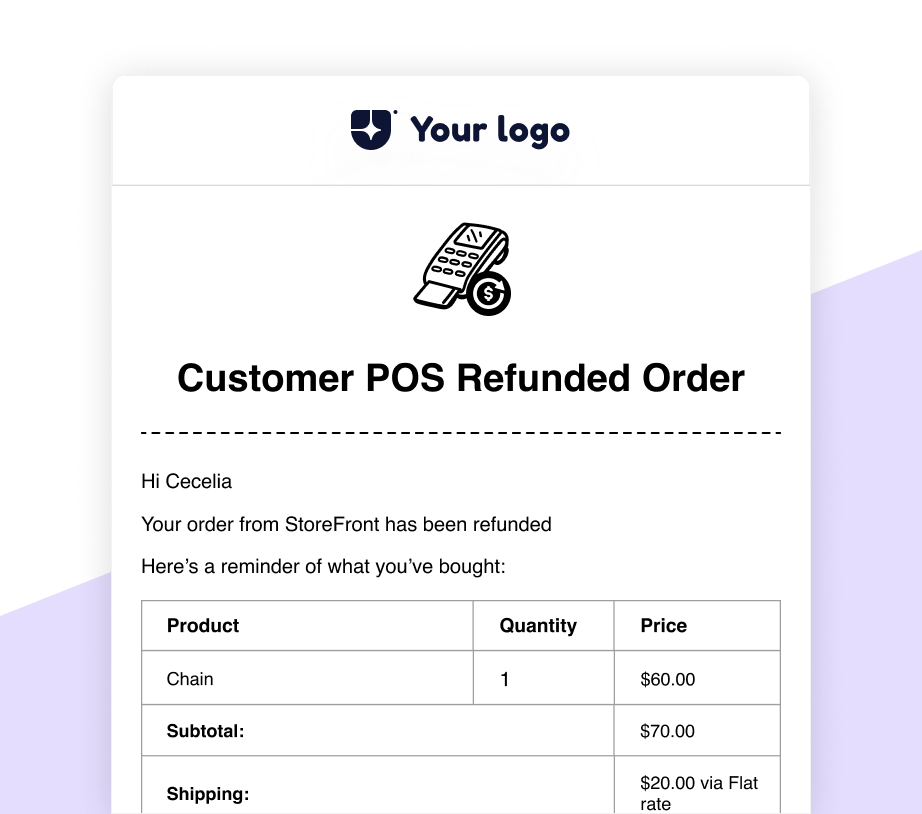 Your logo
Customer POS Refunded Order
Hi Cecelia
Your order from StoreFront has been refunded
Here’s a reminder of what you’ve bought:
Product Quantity Price
Chain 1 $60.00
Subtotal: $70.00
Shipping: $20.00 via Flat
rate